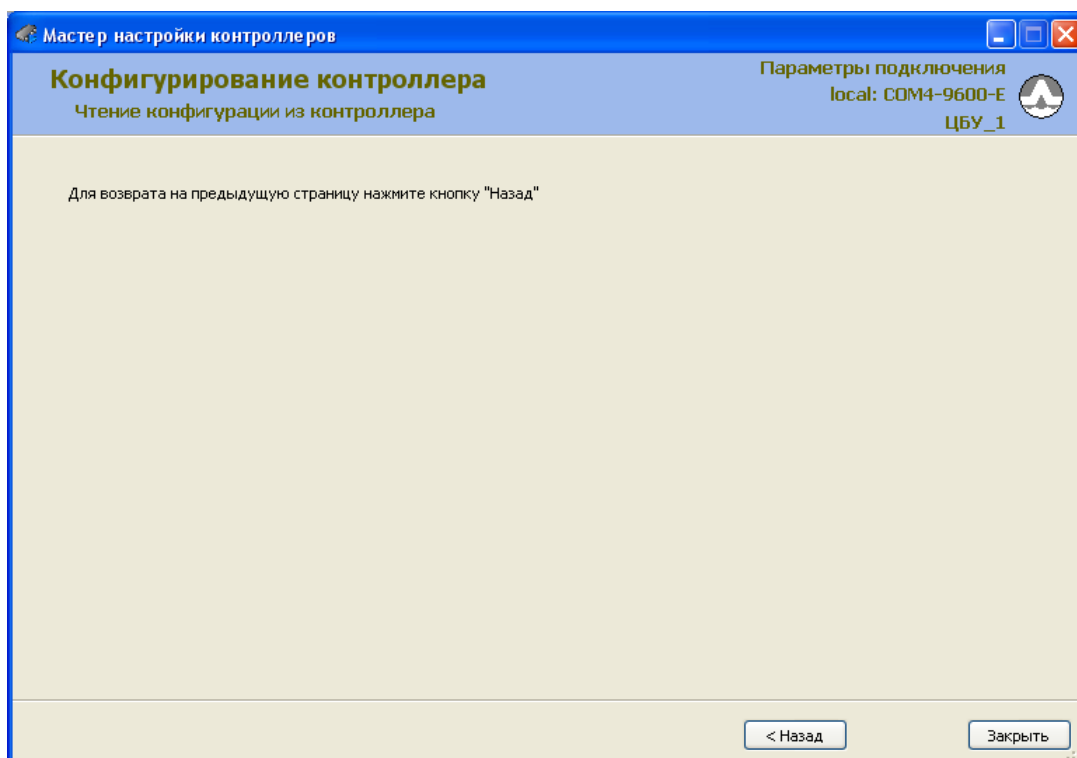 Мастер настройки контроллеров
Конфигурирование контроллера
Чтение конфигурации из контроллера
Параметры подключения
local: COM4-9600-E
ЦБУ_1
Для возврата на предыдущую страницу нажмите кнопку "Назад"
< Назад
Закрыть